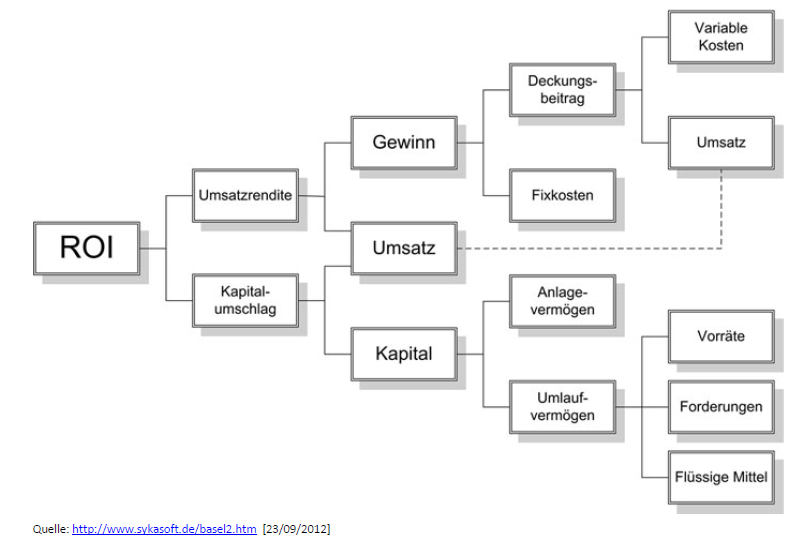 Variable
Kosten
Deckungs-
beitrag
Gewinn
Umsatz
Umsatzrendite
Fixkosten
ROI
Umsatz
Kapital-
umschlag
Anlage-
vermögen
Kapital
Vorräte
Umlauf-
vermögen
Forderungen
Flüssige Mittel
Quelle: http://www.sykasoft.de/basel2.htm [23/09/2012]